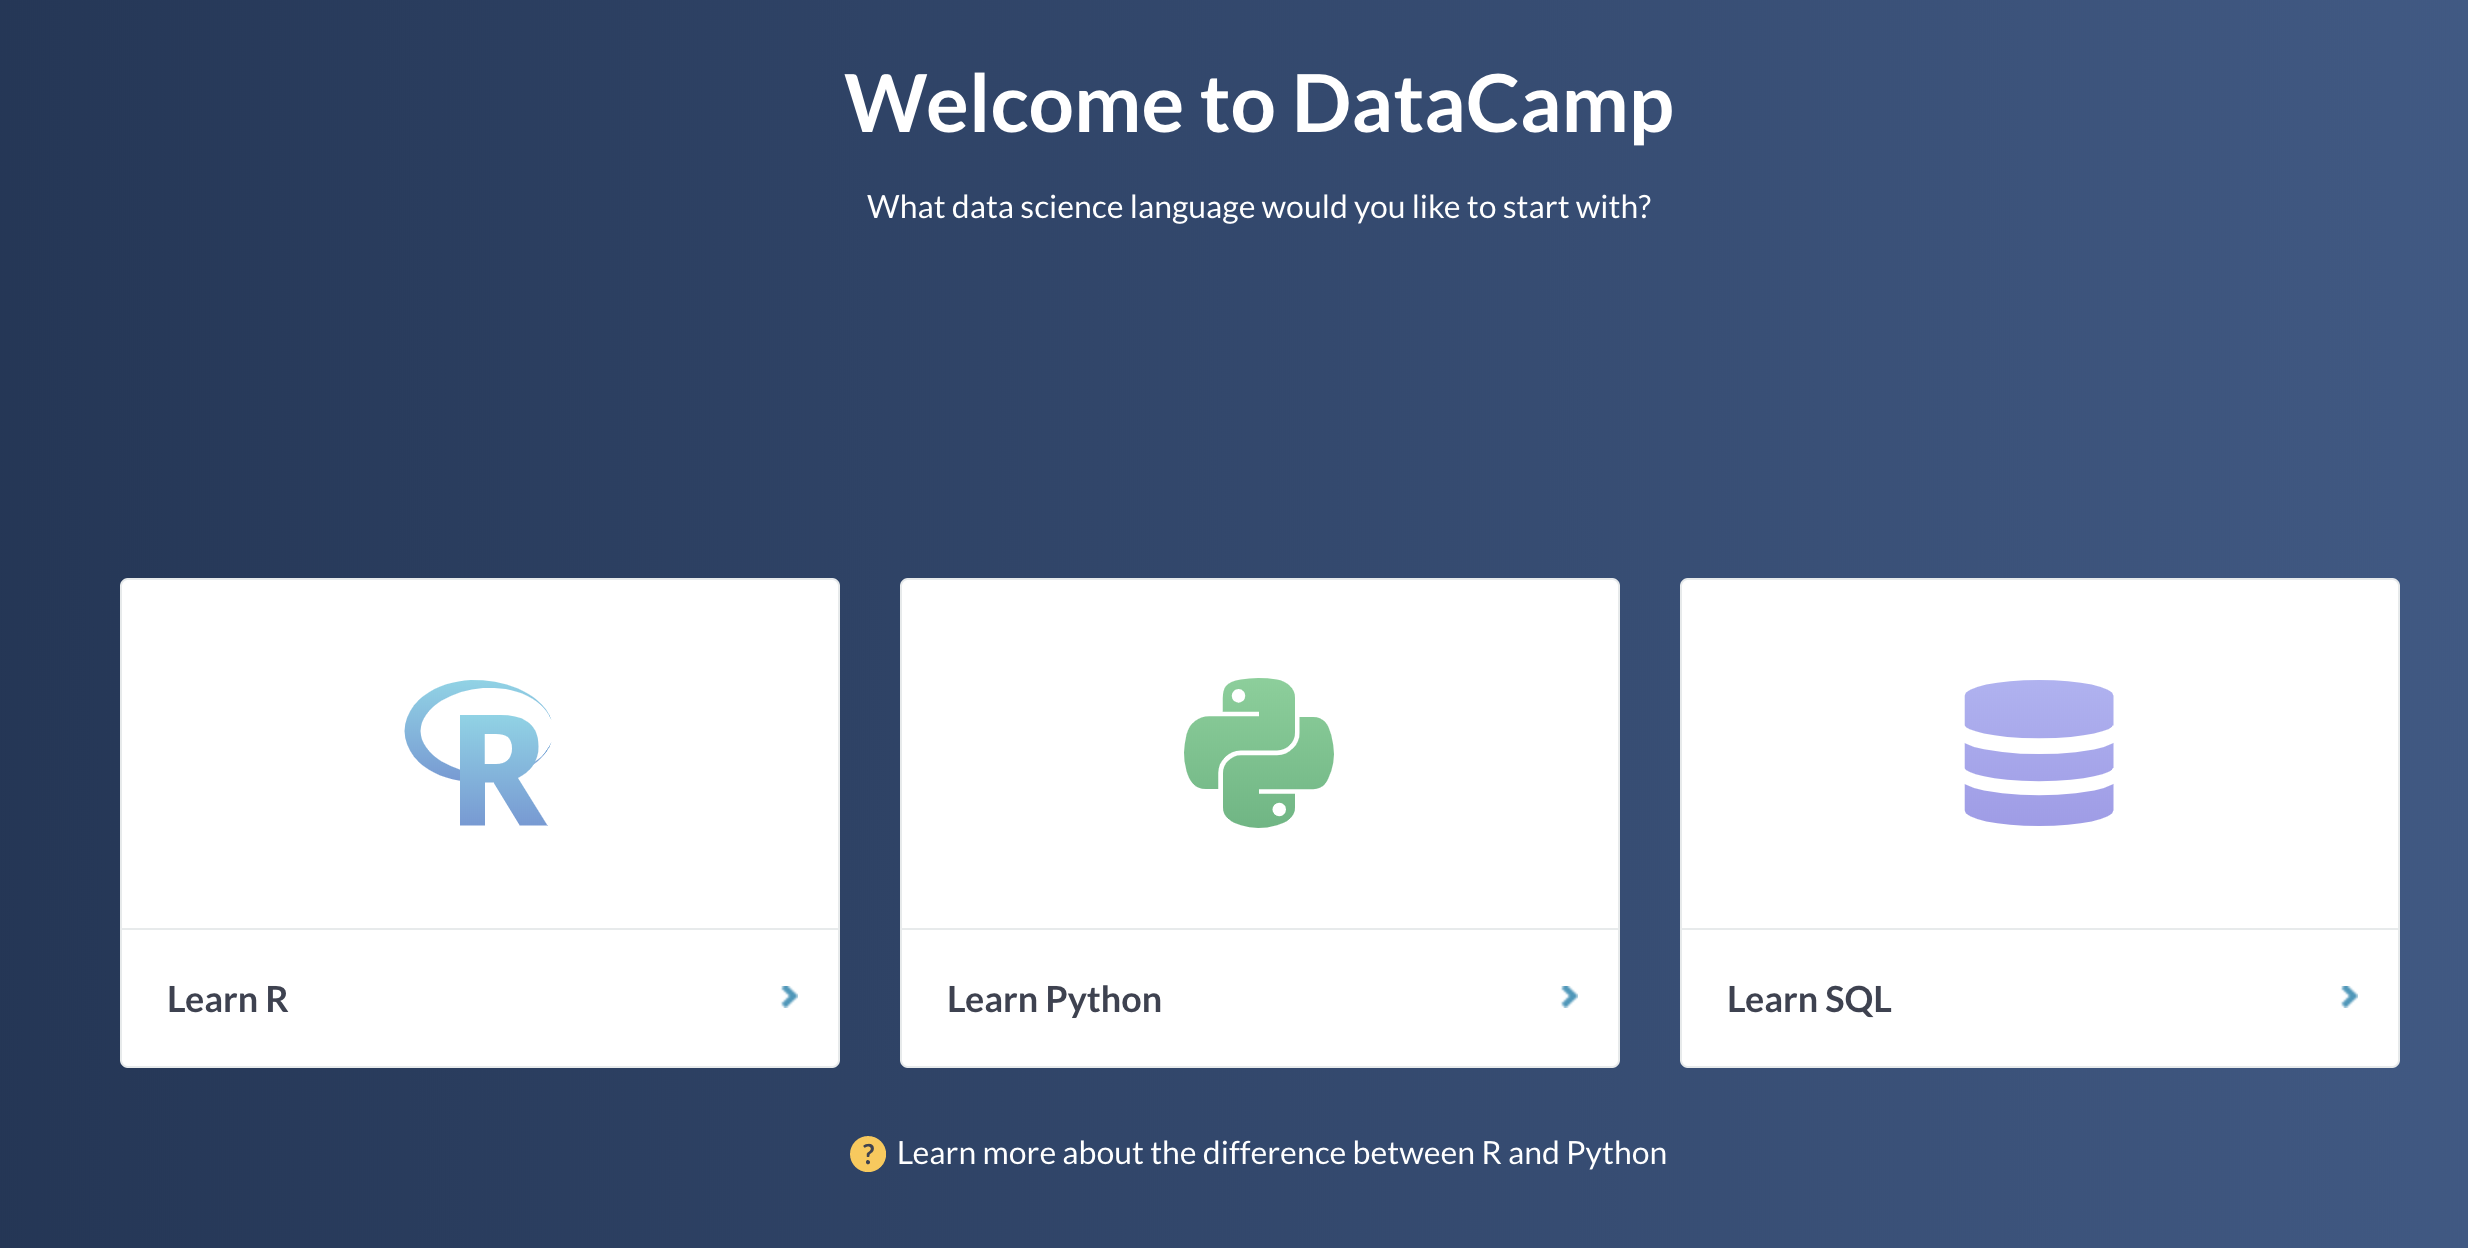 Welcome to DataCamp
What data science language would you like to start with?
R
Learn R
Learn Python
Learn SQL
? Learn more about the difference between R and Python